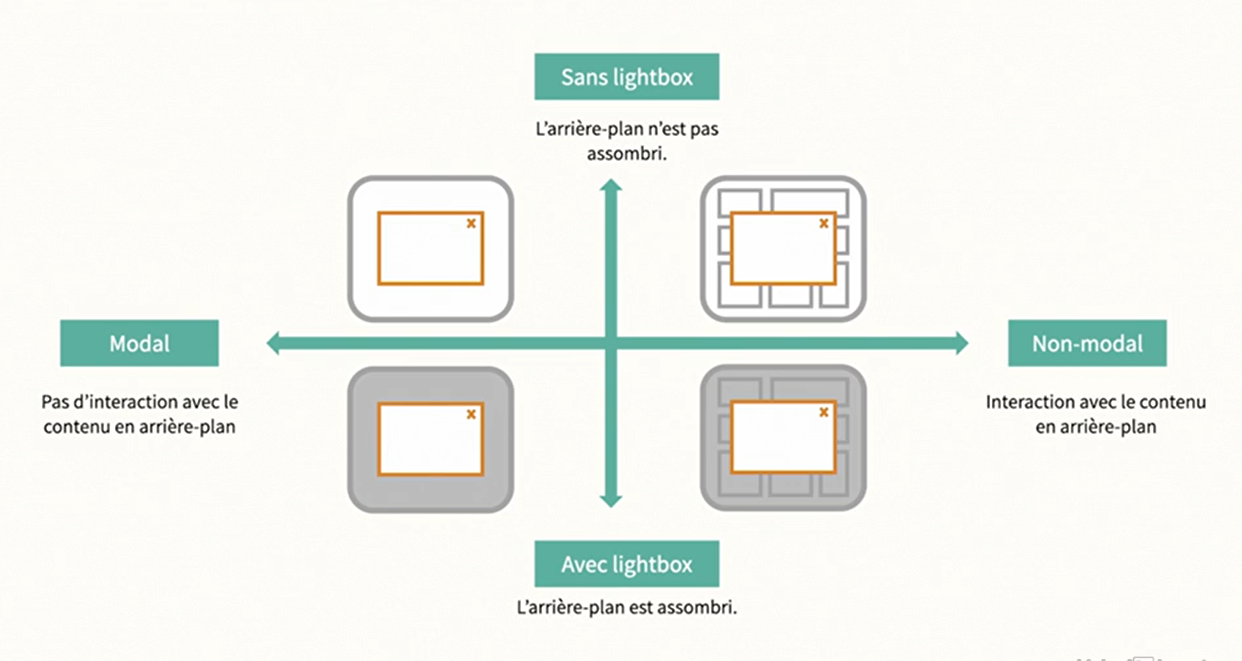 Sans lightbox
L'arrière-plan n'est pas
assombri.
Modal
Pas d'interaction avec le
contenu en arrière-plan
Non-modal
Interaction avec le contenu
en arrière-plan
Avec lightbox
L'arrière-plan est assombri.